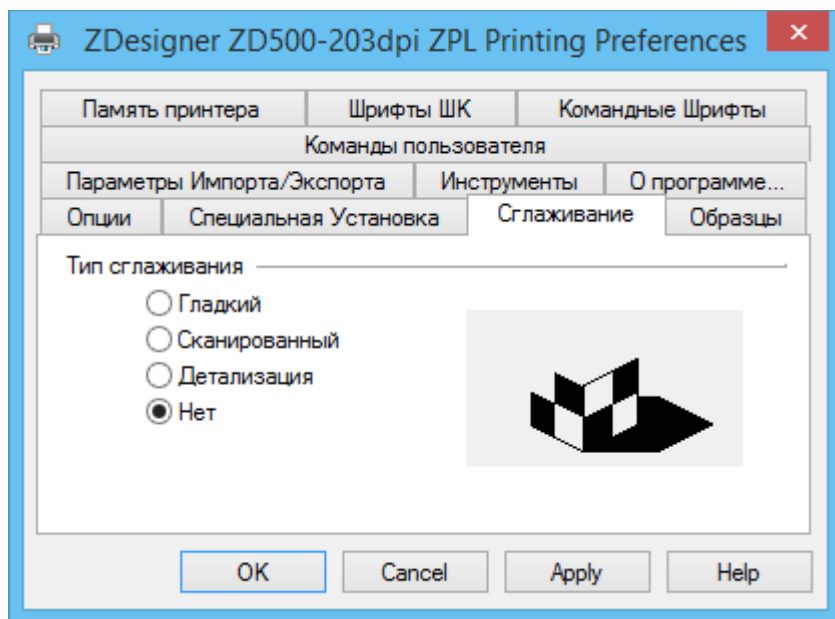 ZDesigner ZD500-203dpi ZPL Printing Preferences
Память принтера Шрифты ШК Командные Шрифты
Команды пользователя
Параметры Импорта/Экспорта Инструменты О программе...
Опции Специальная Установка Сглаживание Образцы
Тип сглаживания
Гладкий
Сканированный
Детализация
Нет
OK Cancel Apply Help